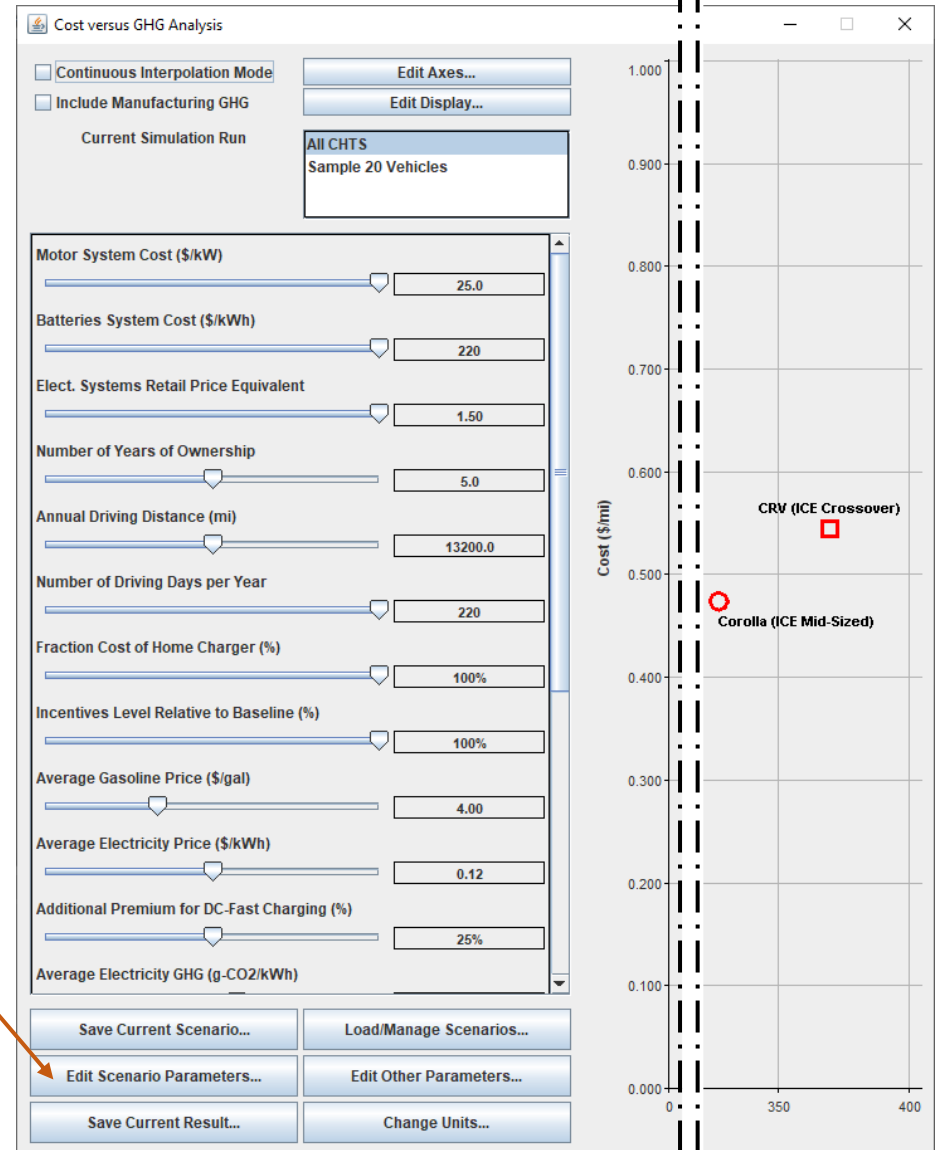 Cost versus GHG Analysis
Continuous Interpolation Mode
Edit Axes...
Include Manufacturing GHG
Edit Display...
Current Simulation Run
All CHTS
Sample 20 Vehicles
Motor System Cost ($/kW)
25.0
Batteries System Cost ($/kWh)
220
Elect. Systems Retail Price Equivalent
1.50
Number of Years of Ownership
5.0
Annual Driving Distance (mi)
13200.0
Number of Driving Days per Year
220
Fraction Cost of Home Charger (%)
100%
Incentives Level Relative to Baseline (%)
100%
Average Gasoline Price ($/gal)
4.00
Average Electricity Price ($/kWh)
0.12
Additional Premium for DC-Fast Charging (%)
25%
Average Electricity GHG (g-CO2/kWh)
Save Current Scenario...
Load/Manage Scenarios...
Edit Scenario Parameters...
Edit Other Parameters...
Save Current Result...
Change Units...
Cost ($/mi)
1.000
0.900
0.800
0.700
0.600
0.500
0.400
0.300
0.200
0.100
0.000
CRV (ICE Crossover)
Corolla (ICE Mid-Sized)
0
350
400